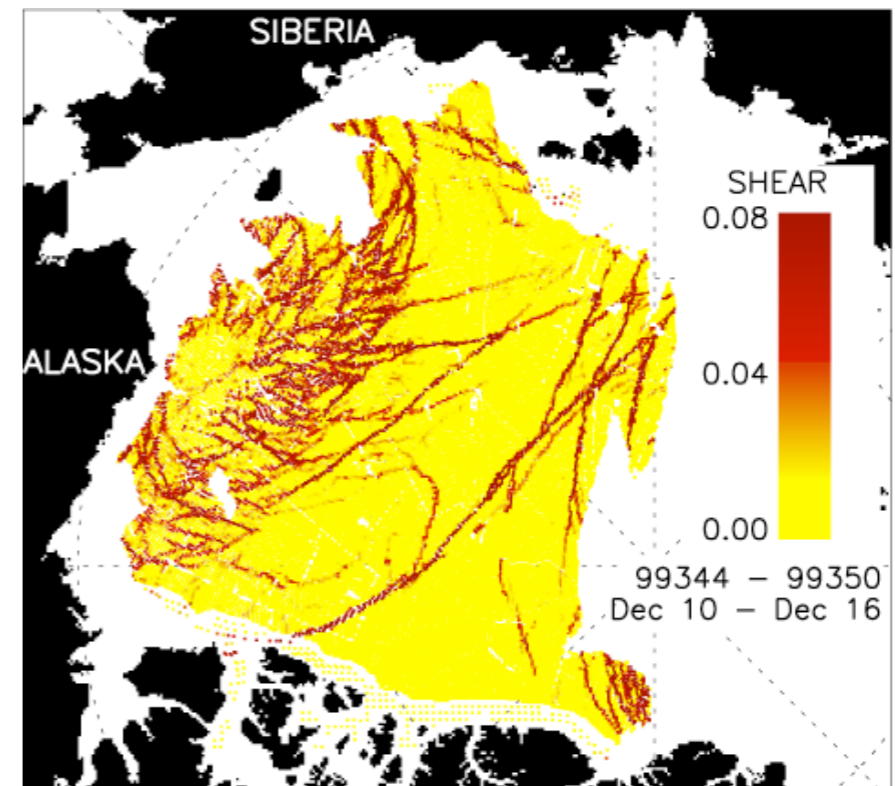 SIBERIA
SHEAR
0.08
ALASKA
0.04
0.00
99344 – 99350
Dec 10 – Dec 16